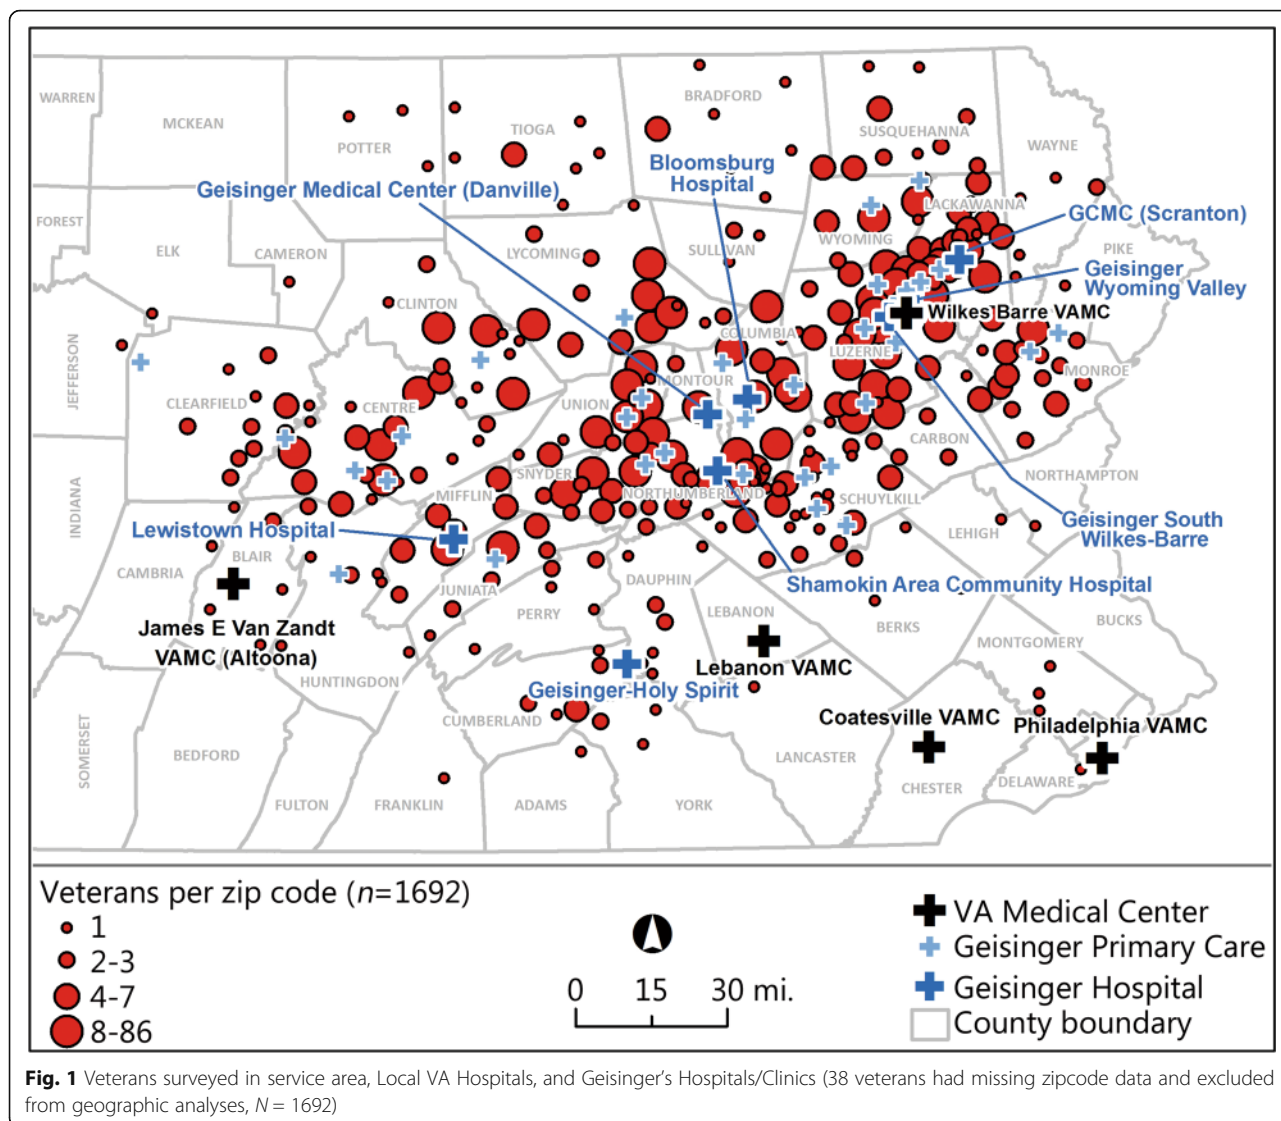 WARREN
MCKEAN
POTTER
TIOGA
BRADFORD
SUSQUEHANNA
WAYNE
Bloomsburg
Hospital
Geisinger Medical Center (Danville)
LACKAWANNA
GCMC (Scranton)
FOREST
ELK
CAMERON
LYCOMING
SULLIVAN
WYOMING
PIKE
Geisinger
Wyoming Valley
CLINTON
Wilkes Barre VAMC
COLUMBIA
LUZERNE
JEFFERSON
MONROE
MONTOUR
CLEARFIELD
CENTRE
UNION
CARBON
SNYDER
NORTHUMBERLAND
MIFFLIN
SCHUYLKILL
NORTHAMPTON
INDIANA
Lewistown Hospital
Geisinger South
Wilkes-Barre
LEHIGH
BLAIR
CAMBRIA
JUNIATA
DAUPHIN
Shamokin Area Community Hospital
PERRY
LEBANON
BERKS
BUCKS
James E Van Zandt
VAMC (Altoona)
MONTGOMERY
Lebanon VAMC
HUNTINGDON
Geisinger-Holy Spirit
CUMBERLAND
Coatesville VAMC
Philadelphia VAMC
SOMERSET
BEDFORD
LANCASTER
CHESTER
DELAWARE
FULTON
FRANKLIN
ADAMS
YORK
Veterans per zip code (n=1692)
1
2-3
4-7
8-86
0 15 30 mi.
VA Medical Center
Geisinger Primary Care
Geisinger Hospital
County boundary
Fig. 1 Veterans surveyed in service area, Local VA Hospitals, and Geisinger's Hospitals/Clinics (38 veterans had missing zipcode data and excluded
from geographic analyses, N = 1692)